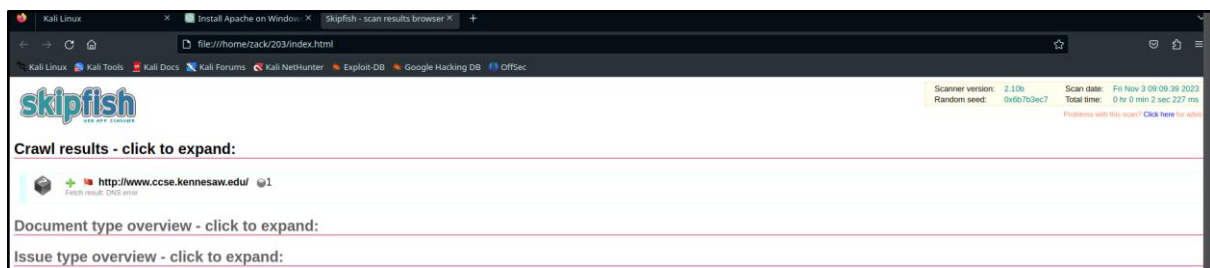 Kali Linux × Install Apache on Window × Skipfish - scan results browser × +
file:///home/zack/203/index.html
Kali Linux Kali Tools Kali Docs Kali Forums Kali NetHunter Exploit-DB Google Hacking DB OffSec
skipfish
WEB APP SCANNER
Scanner version: 2.10b Scan date: Fri Nov 3 09:09:39 2023
Random seed: 0x6b7b3ec7 Total time: 0 hr 0 min 2 sec 227 ms
Problems with this scan? Click here for advi
Crawl results - click to expand:
http://www.ccse.kennesaw.edu/ 1
Fetch result: DNS error
Document type overview - click to expand:
Issue type overview - click to expand: